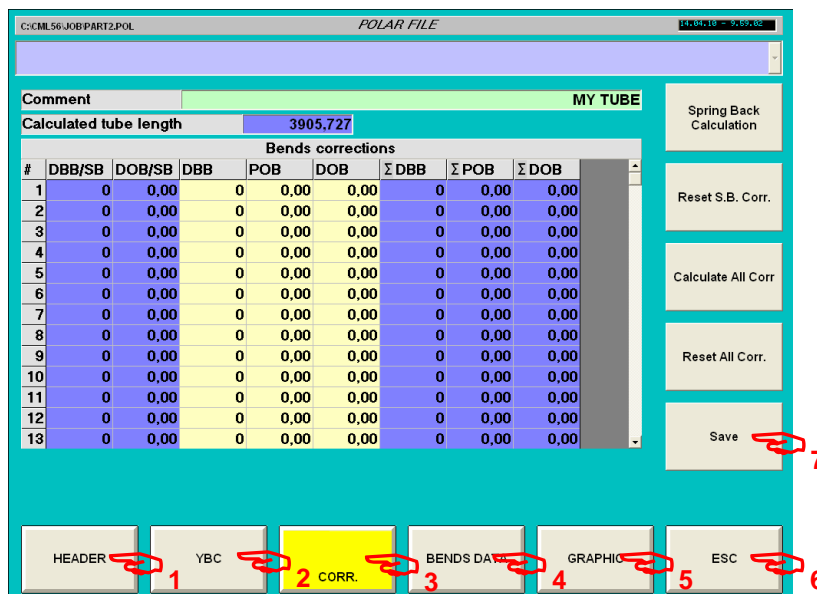 C:\CML56\JOB\PART2.POL POLAR FILE 14.04.10 - 9.59.02
Comment MY TUBE
Calculated tube length 3905,727
Bends corrections
# DBB/SB DOB/SB DBB POB DOB Σ DBB Σ POB Σ DOB
1 0 0,00 0 0,00 0,00 0 0,00 0,00
2 0 0,00 0 0,00 0,00 0 0,00 0,00
3 0 0,00 0 0,00 0,00 0 0,00 0,00
4 0 0,00 0 0,00 0,00 0 0,00 0,00
5 0 0,00 0 0,00 0,00 0 0,00 0,00
6 0 0,00 0 0,00 0,00 0 0,00 0,00
7 0 0,00 0 0,00 0,00 0 0,00 0,00
8 0 0,00 0 0,00 0,00 0 0,00 0,00
9 0 0,00 0 0,00 0,00 0 0,00 0,00
10 0 0,00 0 0,00 0,00 0 0,00 0,00
11 0 0,00 0 0,00 0,00 0 0,00 0,00
12 0 0,00 0 0,00 0,00 0 0,00 0,00
13 0 0,00 0 0,00 0,00 0 0,00 0,00
Spring Back
Calculation
Reset S.B. Corr.
Calculate All Corr
Reset All Corr.
Save
7
HEADER
1
YBC
2
CORR.
3
BENDS DATA
4
GRAPHIC
5
ESC
6